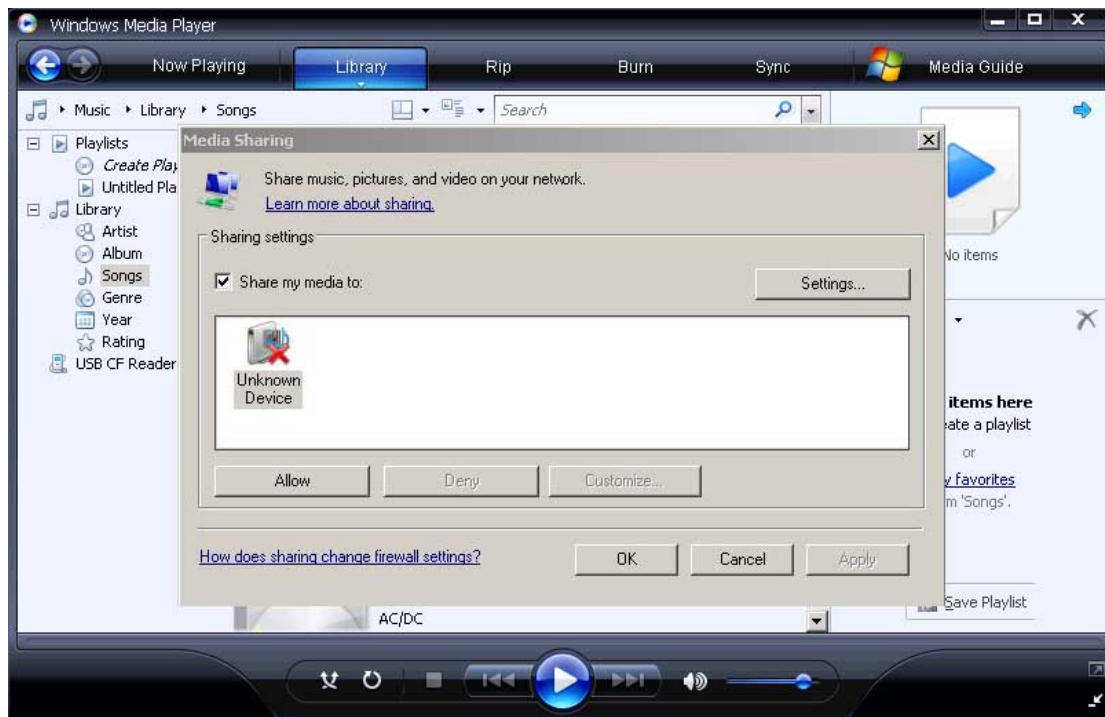 Windows Media Player
Now Playing
Library
Rip
Burn
Sync
Media Guide
Music
Library
Songs
Search
Playlists
Create Play
Untitled Pla
Library
Artist
Album
Songs
Genre
Year
Rating
USB CF Reader
Media Sharing
Share music, pictures, and video on your network.
Learn more about sharing.
Sharing settings
Share my media to:
Settings...
Unknown
Device
Allow
Deny
Customize...
How does sharing change firewall settings?
OK
Cancel
Apply
No items
items here
ate a playlist
or
y favorites
m 'Songs'.
Save Playlist
AC/DC